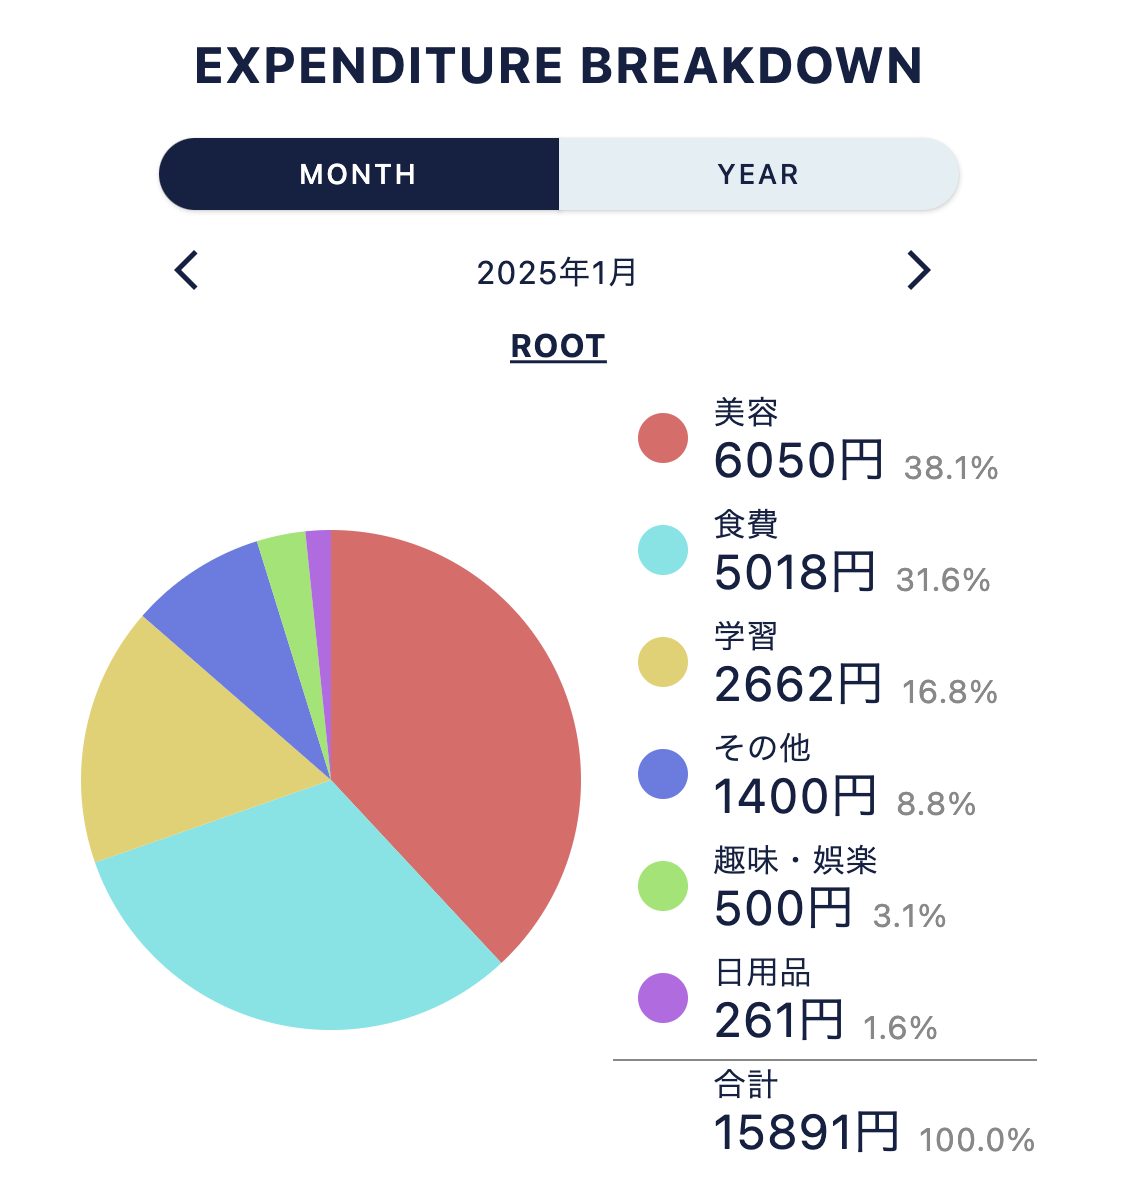 EXPENDITURE BREAKDOWN
MONTH YEAR
2025年1月
ROOT
美容
6050円 38.1%
食費
5018円 31.6%
学習
2662円 16.8%
その他
1400円 8.8%
趣味・娯楽
500円 3.1%
日用品
261円 1.6%
合計
15891円 100.0%